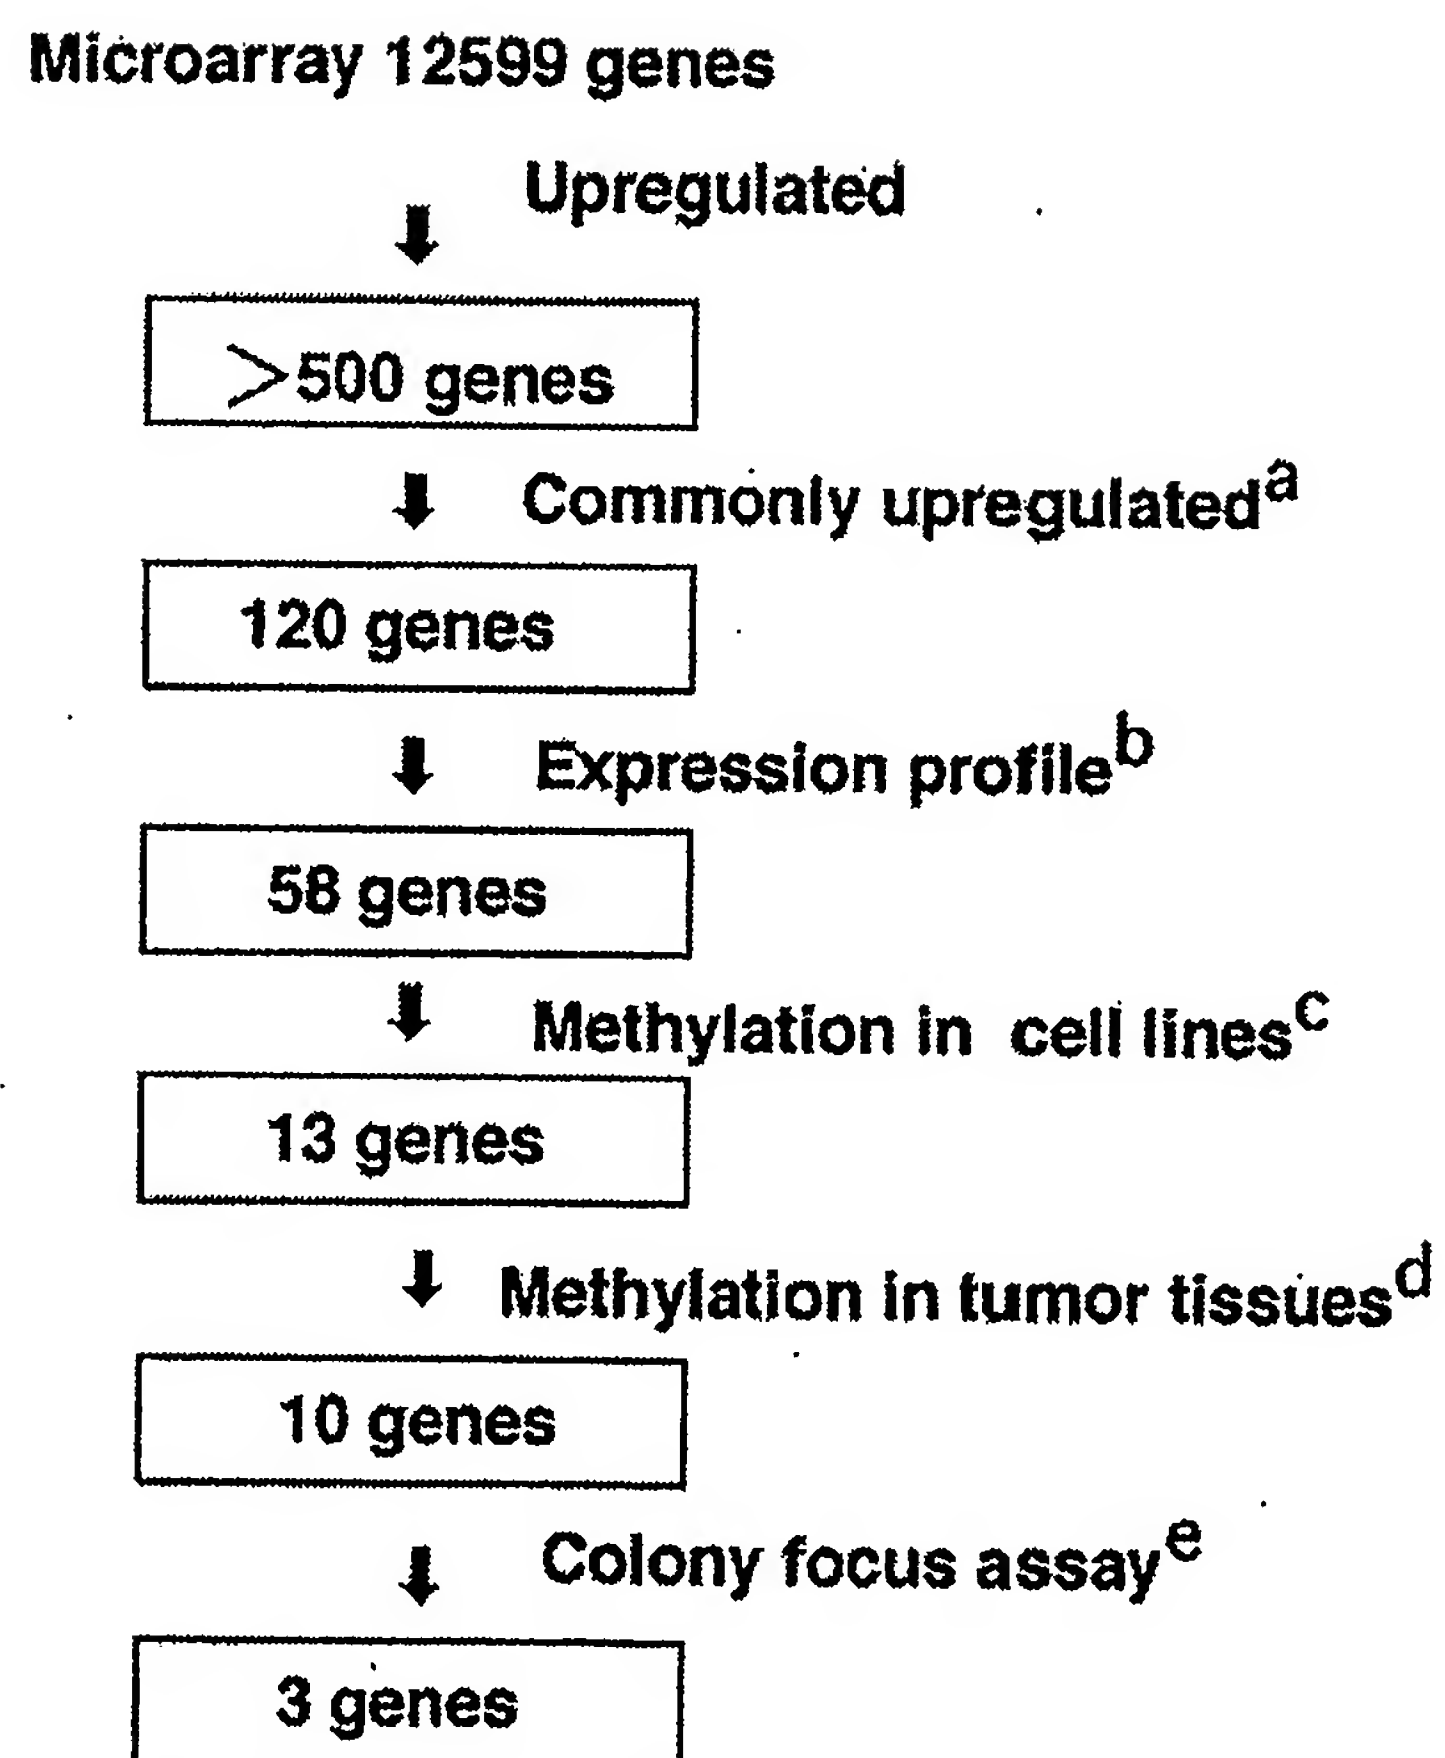 Microarray 12599 genes
Upregulated
>500 genes
Commonly upregulated^a
120 genes
Expression profile^b
58 genes
Methylation in cell lines^c
13 genes
Methylation in tumor tissues^d
10 genes
Colony focus assay^e
3 genes